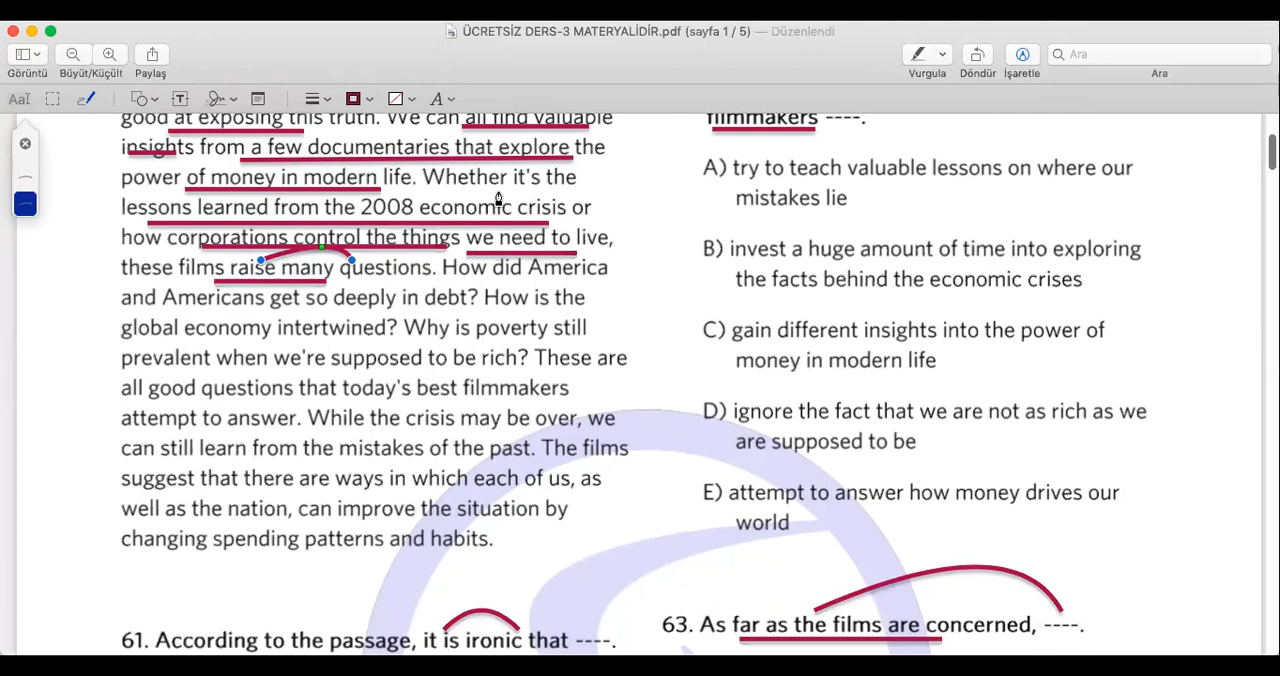 ÜCRETSİZ DERS-3 MATERYALİDİR.pdf (sayfa 1 / 5) — Düzenlendi
Görüntü
Büyüt/Küçült
Paylaş
Vurgula
Döndür
İşaretle
Ara
Ara
good at exposing this truth. We can all find valuable
insights from a few documentaries that explore the
power of money in modern life. Whether it's the
lessons learned from the 2008 economic crisis or
how corporations control the things we need to live,
these films raise many questions. How did America
and Americans get so deeply in debt? How is the
global economy intertwined? Why is poverty still
prevalent when we're supposed to be rich? These are
all good questions that today's best filmmakers
attempt to answer. While the crisis may be over, we
can still learn from the mistakes of the past. The films
suggest that there are ways in which each of us, as
well as the nation, can improve the situation by
changing spending patterns and habits.
61. According to the passage, it is ironic that ----.
filmmakers ----.
A) try to teach valuable lessons on where our
mistakes lie
B) invest a huge amount of time into exploring
the facts behind the economic crises
C) gain different insights into the power of
money in modern life
D) ignore the fact that we are not as rich as we
are supposed to be
E) attempt to answer how money drives our
world
63. As far as the films are concerned, ----.